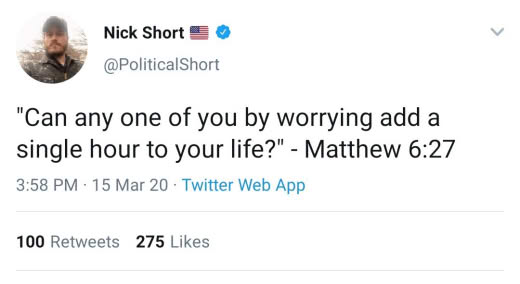 Nick Short 🇺🇸
@PoliticalShort
"Can any one of you by worrying add a
single hour to your life?" - Matthew 6:27
3:58 PM · 15 Mar 20 · Twitter Web App
100 Retweets 275 Likes